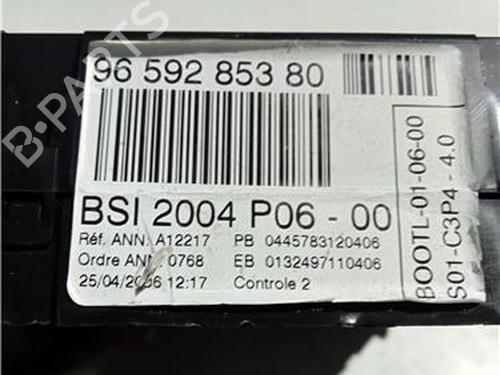 96 592 853 80
BSI 2004 P06 - 00
Réf. ANN. A12217 PB 0445783120406
Ordre ANN. 0768 EB 0132497110406
25/04/2006 12:17 Controle 2
BOOTL-01-06-00
S01-C3P4 - 4.0
B-PARTS